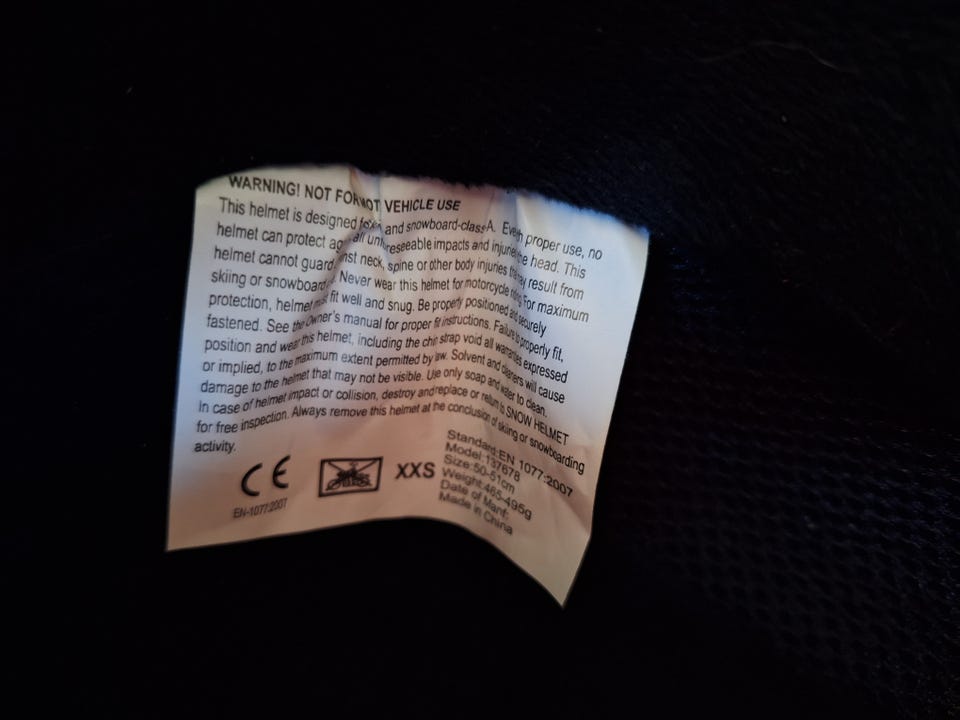 WARNING! NOT FOR MOT VEHICLE USE
This helmet is designed for and snowboard-class A. Even proper use, no
helmet can protect against all unforeseeable impacts and injuries the head. This
helmet cannot guard against neck, spine or other body injuries that may result from
skiing or snowboard Never wear this helmet for motorcycle riding. For maximum
protection, helmet must fit well and snug. Be properly positioned and securely
fastened. See the Owner's manual for proper fit instructions. Failure to properly fit,
position and wear this helmet, including the chin strap void all warranties expressed
or implied, to the maximum extent permitted by law. Solvent and cleaners will cause
damage to the helmet that may not be visible. Use only soap and water to clean.
In case of helmet impact or collision, destroy and replace or return to SNOW HELMET
for free inspection. Always remove this helmet at the conclusion of skiing or snowboarding
activity.
CE
EN-1077:2007
XXS
Standard:EN 1077:2007
Model:137678
Size:50-51cm
Weight:465-495g
Date of Manf:
Made in China